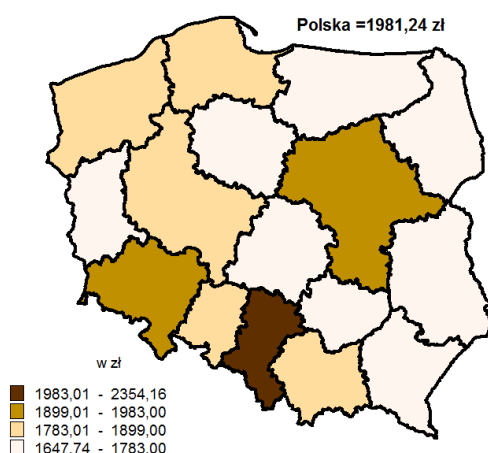 Polska =1981,24 zł
w zł
1983,01 - 2354,16
1899,01 - 1983,00
1783,01 - 1899,00
1647,74 - 1783,00